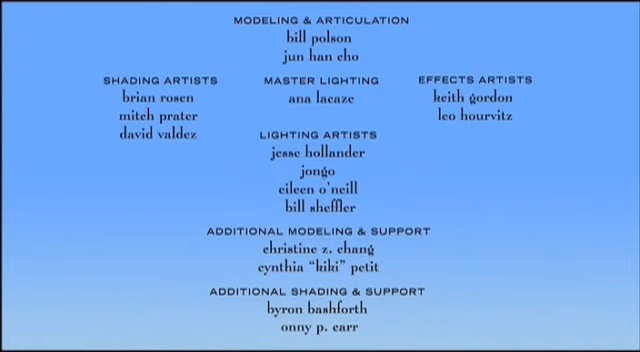 MODELING & ARTICULATION
bill polson
jun han cho
SHADING ARTISTS
brian rosen
mitch prater
david valdez
MASTER LIGHTING
ana lacaze
EFFECTS ARTISTS
keith gordon
leo hourvitz
LIGHTING ARTISTS
jesse hollander
jongo
eileen o'neill
bill sheffler
ADDITIONAL MODELING & SUPPORT
christine z. chang
cynthia “kiki” petit
ADDITIONAL SHADING & SUPPORT
byron bashforth
onny p. carr